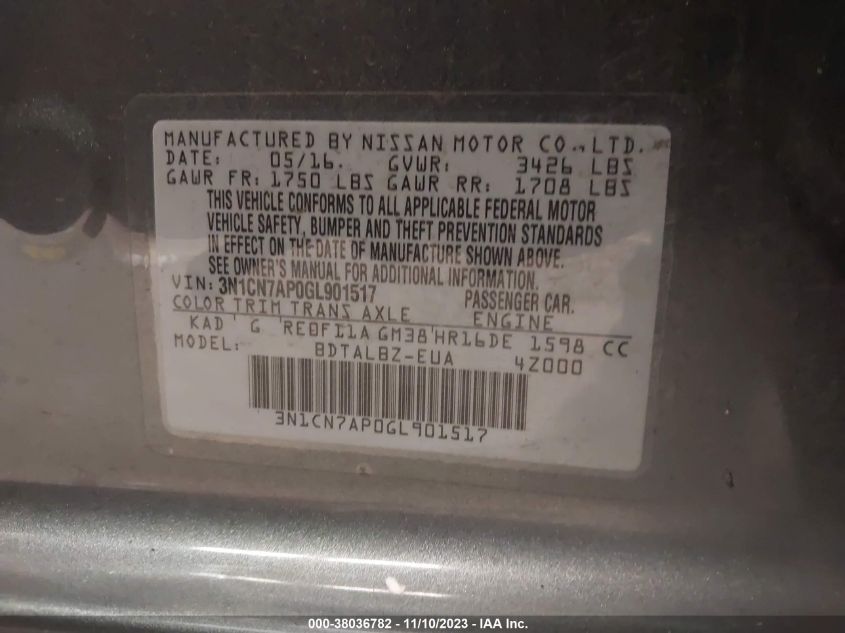 MANUFACTURED BY NISSAN MOTOR CO.,LTD.
DATE: 05/16. GVWR: 3426 LBS
GAWR FR: 1750 LBS GAWR RR: 1708 LBS
THIS VEHICLE CONFORMS TO ALL APPLICABLE FEDERAL MOTOR
VEHICLE SAFETY, BUMPER AND THEFT PREVENTION STANDARDS
IN EFFECT ON THE DATE OF MANUFACTURE SHOWN ABOVE.
SEE OWNER'S MANUAL FOR ADDITIONAL INFORMATION.
VIN: 3N1CN7AP0GL901517 PASSENGER CAR.
COLOR TRIM TRANS AXLE ENGINE
KAD G RE0F11A GM38 HR16DE 1598 CC
MODEL: BDTALBZ-EUA 4Z000
3N1CN7AP0GL901517
000-38036782 - 11/10/2023 - IAA Inc.